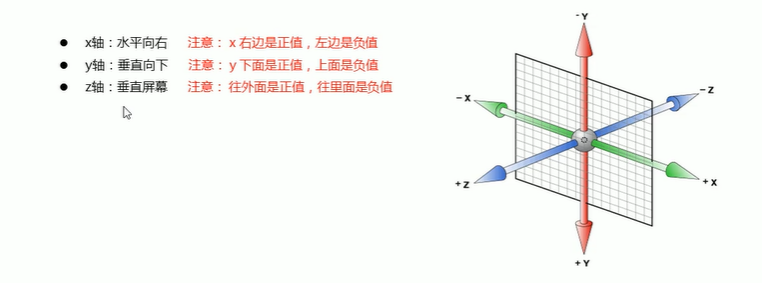 x轴：水平向右 注意： x 右边是正值，左边是负值
y轴：垂直向下 注意： y 下面是正值，上面是负值
z轴：垂直屏幕 注意： 往外面是正值，往里面是负值
-Y
-X
-Z
+Z
+X
+Y